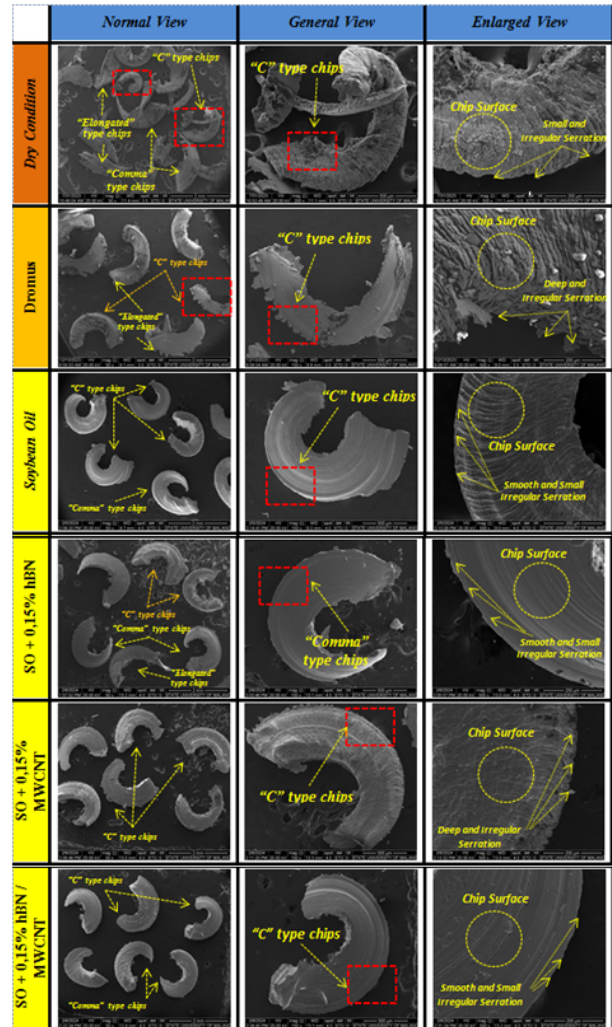 Normal View
General View
Enlarged View
Dry Condition
"C" type chips
"Elongated"
type chips
"Comma"
type chips
"C" type chips
Chip Surface
Small and
Irregular Serration
Dromus
"C" type chips
"Elongated"
type chips
"C" type chips
Chip Surface
Deep and
Irregular Serration
Soybean Oil
"C" type chips
"Comma"
type chips
"C" type chips
Chip Surface
Smooth and Small
Irregular Serration
SO + 0,15% hBN
"C" type chips
"Comma"
type chips
"Elongated"
type chips
"Comma"
type chips
Chip Surface
Smooth and Small
Irregular Serration
SO + 0,15%
MWCNT
"C" type chips
"C" type chips
Chip Surface
Deep and Irregular
Serration
SO + 0,15% hBN /
MWCNT
"C" type chips
"Comma"
type chips
"C" type chips
Chip Surface
Smooth and Small
Irregular Serration